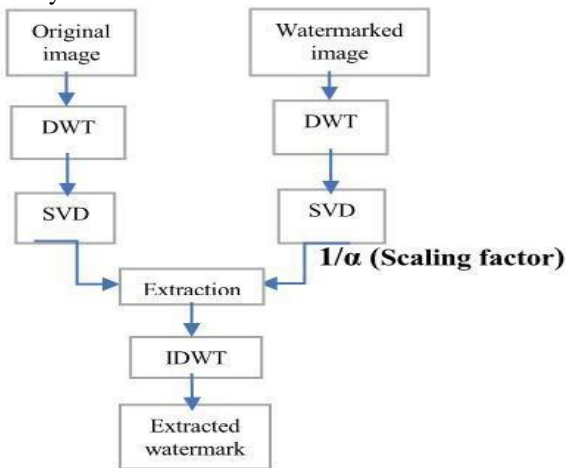 Original
image
Watermarked
image
DWT
DWT
SVD
SVD
1/α (Scaling factor)
Extraction
IDWT
Extracted
watermark